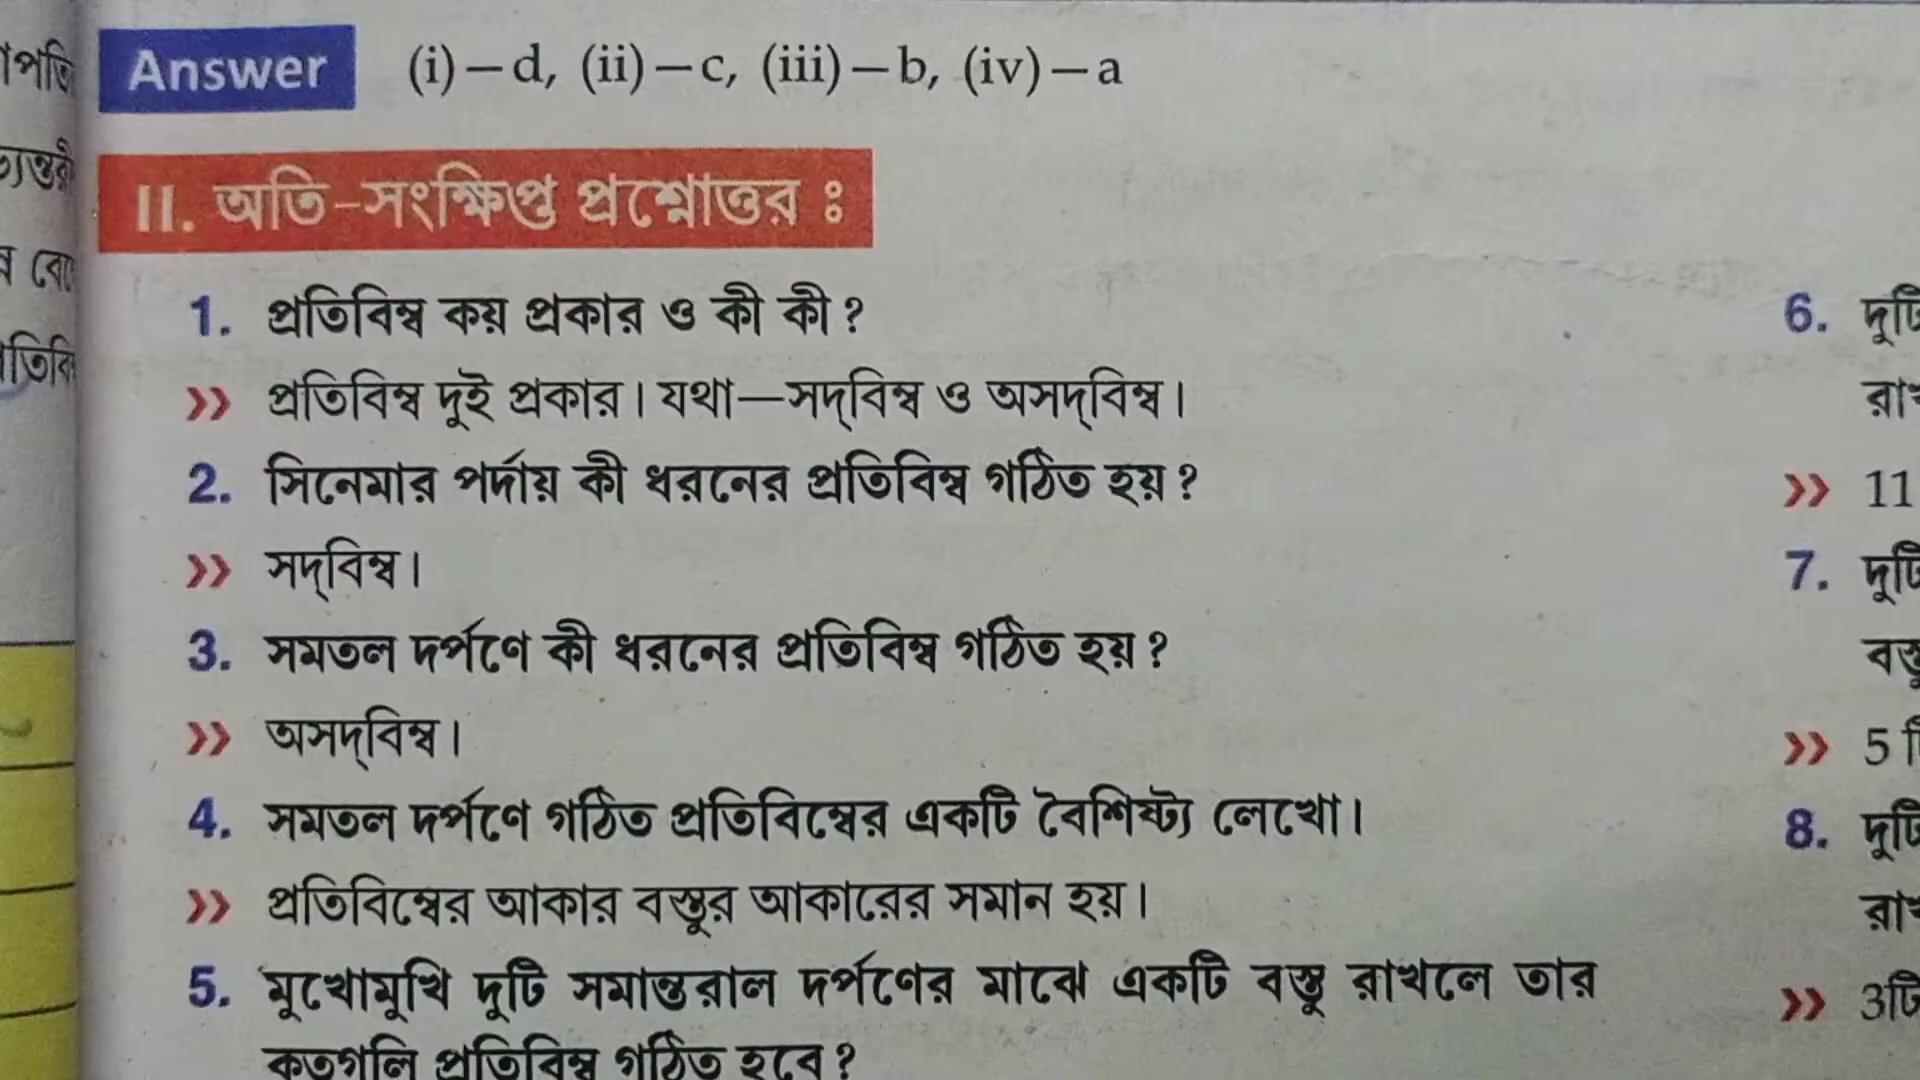 Answer (i)–d, (ii)–c, (iii)–b, (iv)–a
II. অতি-সংক্ষিপ্ত প্রশ্নোত্তর ঃ
1. প্রতিবিম্ব কয় প্রকার ও কী কী?
» প্রতিবিম্ব দুই প্রকার। যথা—সদ্‌বিম্ব ও অসদ্‌বিম্ব।
2. সিনেমার পর্দায় কী ধরনের প্রতিবিম্ব গঠিত হয়?
» সদ্‌বিম্ব।
3. সমতল দর্পণে কী ধরনের প্রতিবিম্ব গঠিত হয়?
» অসদ্‌বিম্ব।
4. সমতল দর্পণে গঠিত প্রতিবিম্বের একটি বৈশিষ্ট্য লেখো।
» প্রতিবিম্বের আকার বস্তুর আকারের সমান হয়।
5. মুখোমুখি দুটি সমান্তরাল দর্পণের মাঝে একটি বস্তু রাখলে তার
কতগুলি প্রতিবিম্ব গঠিত হবে?
6. দুটি
» 11
7. দুটি
» 5
8. দুটি
» 3টি